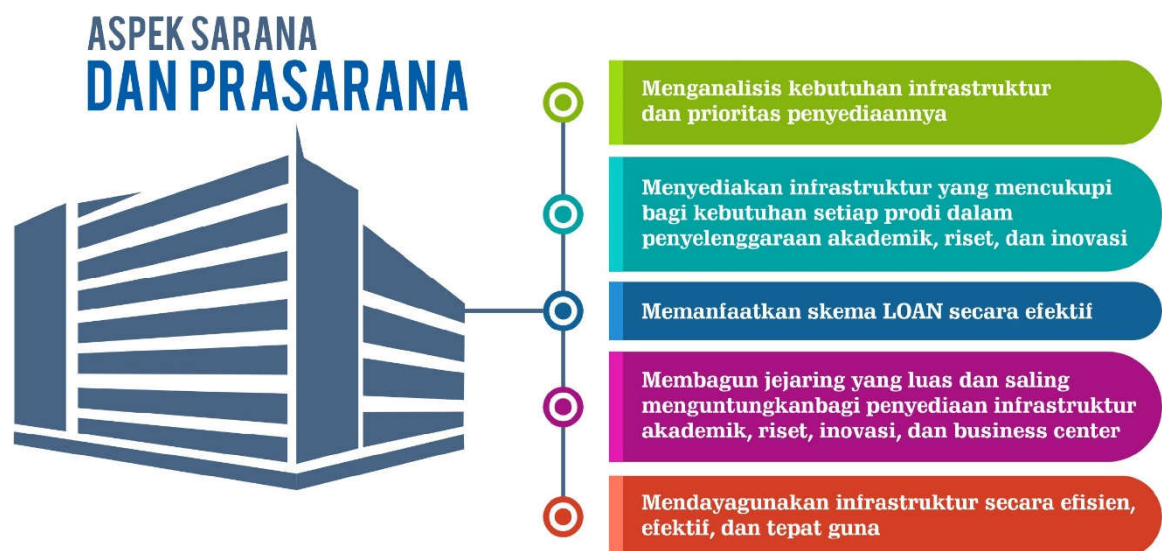 ASPEK SARANA
DAN PRASARANA
Menganalisis kebutuhan infrastruktur
dan prioritas penyediaannya
Menyediakan infrastruktur yang mencukupi
bagi kebutuhan setiap prodi dalam
penyelenggaraan akademik, riset, dan inovasi
Memanfaatkan skema LOAN secara efektif
Membagun jejaring yang luas dan saling
menguntungkanbagi penyediaan infrastruktur
akademik, riset, inovasi, dan business center
Mendayagunakan infrastruktur secara efisien,
efektif, dan tepat guna